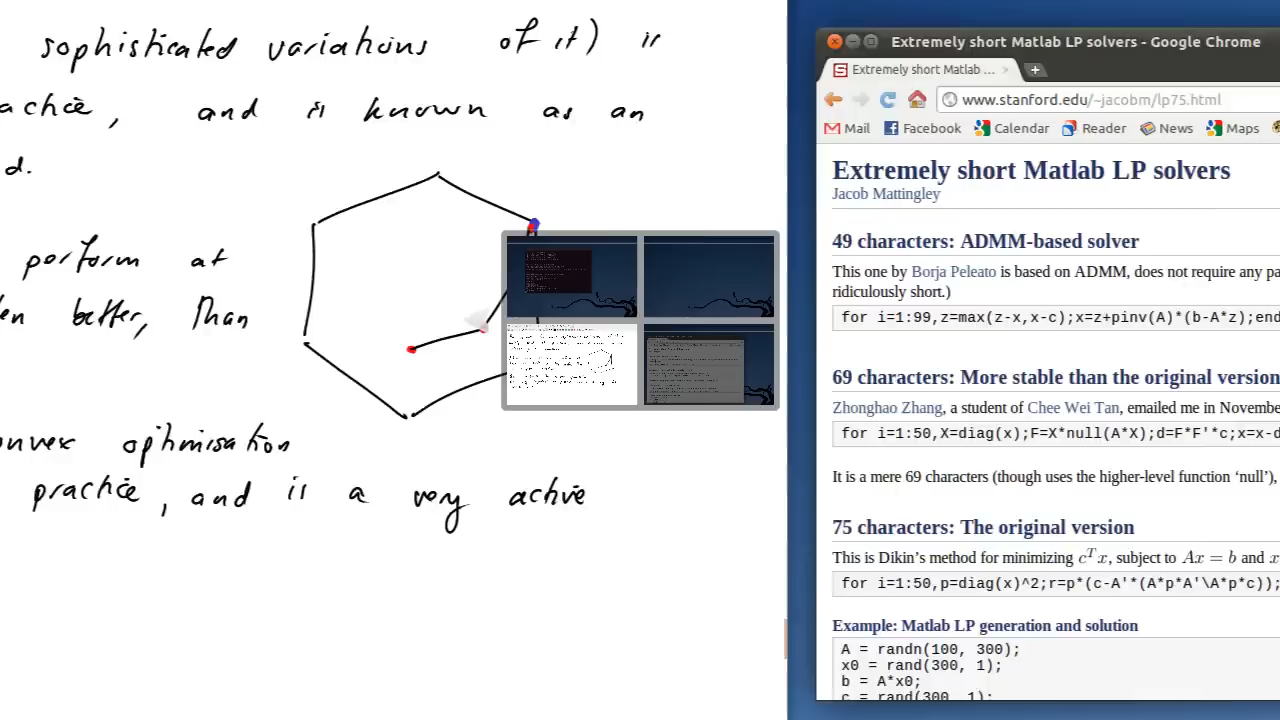 sophisticated variations of it) is
practice, and is known as an
d.
perform at
better, than
convex optimisation
practice, and is a very active
Extremely short Matlab LP solvers - Google Chrome
Extremely short Matlab ...
www.stanford.edu/~jacobm/lp75.html
Mail Facebook Calendar Reader News Maps
Extremely short Matlab LP solvers
Jacob Mattingley
49 characters: ADMM-based solver
This one by Borja Peleato is based on ADMM, does not require any pa
ridiculously short.)
for i=1:99,z=max(z-x,x-c);x=z+pinv(A)*(b-A*z);end
69 characters: More stable than the original version
Zhonghao Zhang, a student of Chee Wei Tan, emailed me in Novembe
for i=1:50,X=diag(x);F=X*null(A*X);d=F*F'*c;x=x-d
It is a mere 69 characters (though uses the higher-level function ‘null’),
75 characters: The original version
This is Dikin’s method for minimizing c^T x, subject to Ax = b and x
for i=1:50,p=diag(x)^2;r=p*(c-A'*(A*p*A'\A*p*c));
Example: Matlab LP generation and solution
A = randn(100, 300);
x0 = rand(300, 1);
b = A*x0;
c = rand(300, 1);